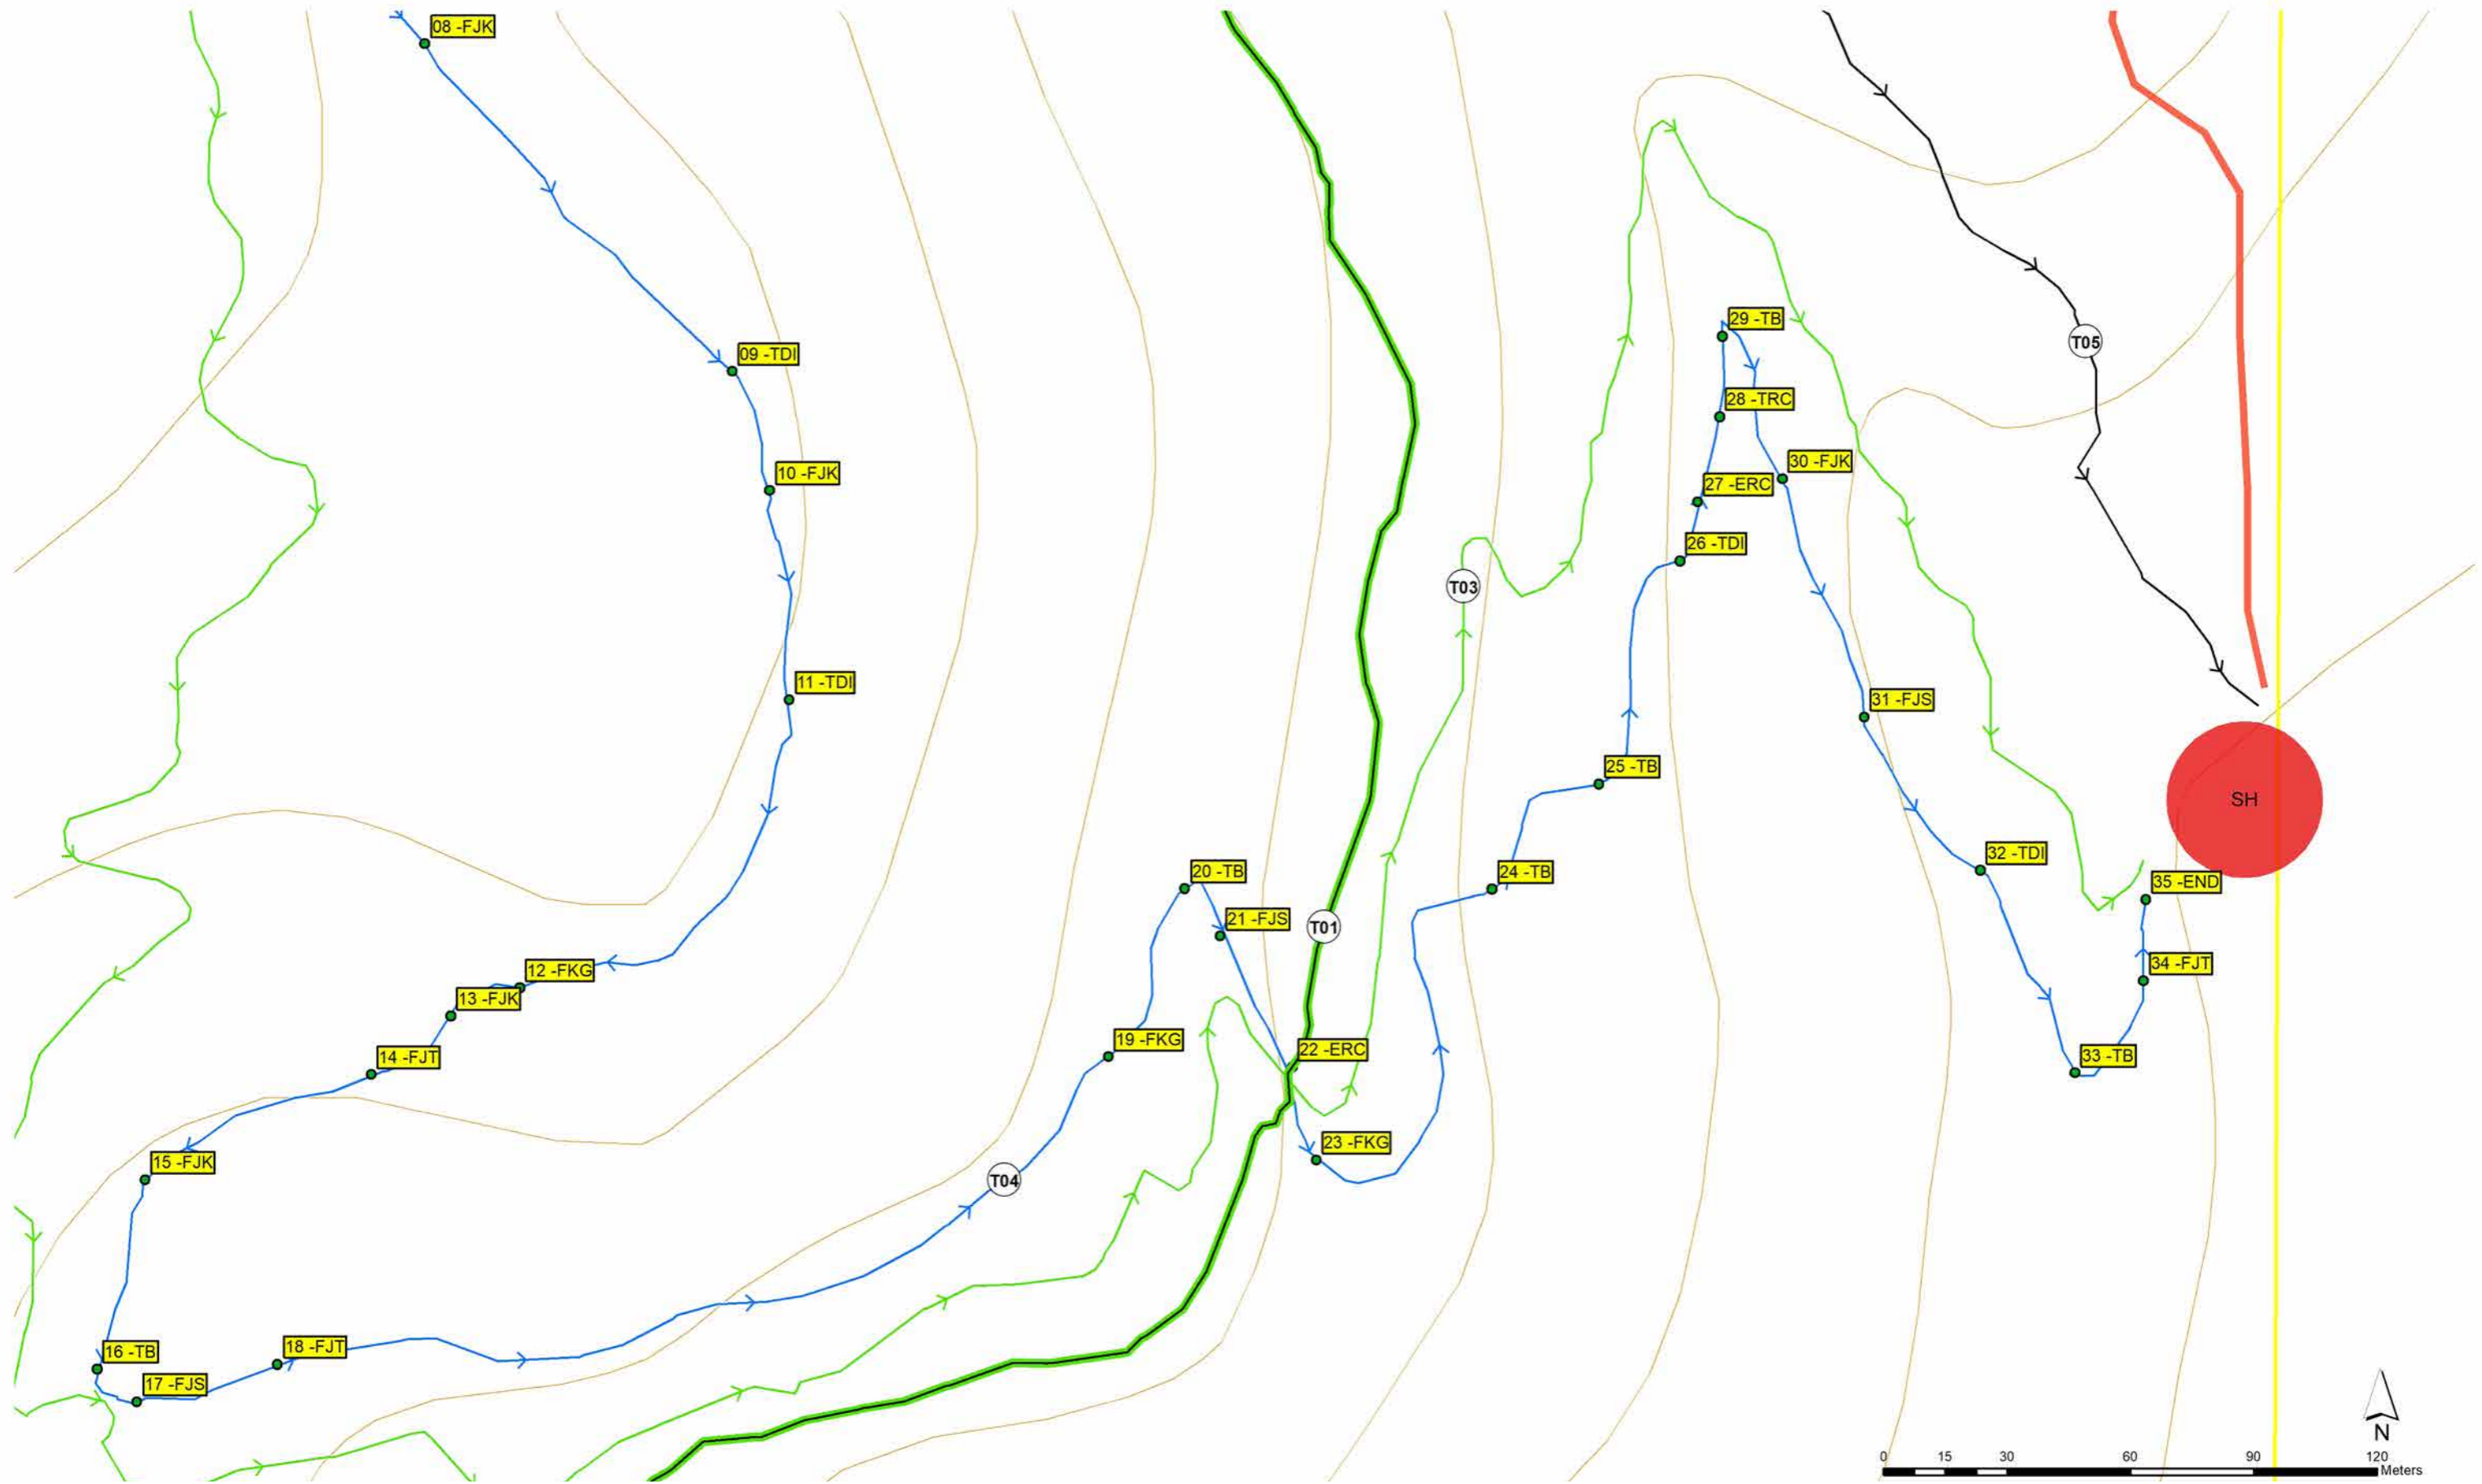 08 -FJK
29 -TB
T05
09 -TDI
28 -TRC
30 -FJK
10 -FJK
27 -ERC
26 -TDI
T03
11 -TDI
31 -FJS
25 -TB
SH
32 -TDI
20 -TB
24 -TB
35 -END
21 -FJS
T01
34 -FJT
12 -FKG
13 -FJK
19 -FKG
22 -ERC
14 -FJT
33 -TB
23 -FKG
15 -FJK
T04
18 -FJT
16 -TB
17 -FJS
N
0 15 30 60 90 120
Meters